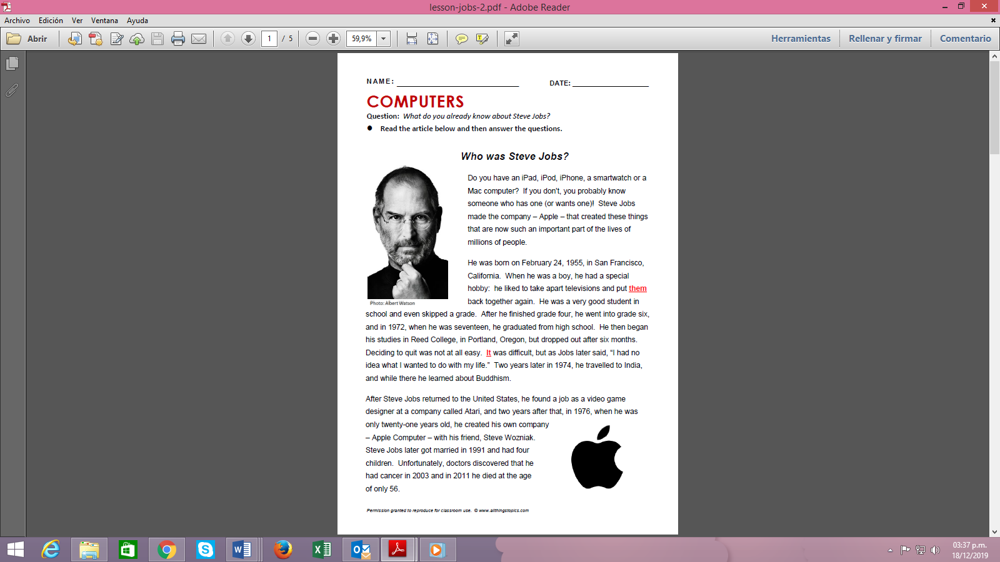 lesson-jobs-2.pdf - Adobe Reader
Archivo Edición Ver Ventana Ayuda
Abrir 1 / 5 59,9% Herramientas Rellenar y firmar Comentario
NAME: ____________________ DATE: ____________________
COMPUTERS
Question: What do you already know about Steve Jobs?
● Read the article below and then answer the questions.
Who was Steve Jobs?
Do you have an iPad, iPod, iPhone, a smartwatch or a
Mac computer? If you don't, you probably know
someone who has one (or wants one)! Steve Jobs
made the company – Apple – that created these things
that are now such an important part of the lives of
millions of people.
He was born on February 24, 1955, in San Francisco,
California. When he was a boy, he had a special
hobby: he liked to take apart televisions and put them
back together again. He was a very good student in
Photo: Albert Watson
school and even skipped a grade. After he finished grade four, he went into grade six,
and in 1972, when he was seventeen, he graduated from high school. He then began
his studies in Reed College, in Portland, Oregon, but dropped out after six months.
Deciding to quit was not at all easy. It was difficult, but as Jobs later said, “I had no
idea what I wanted to do with my life.” Two years later in 1974, he travelled to India,
and while there he learned about Buddhism.
After Steve Jobs returned to the United States, he found a job as a video game
designer at a company called Atari, and two years after that, in 1976, when he was
only twenty-one years old, he created his own company
– Apple Computer – with his friend, Steve Wozniak.
Steve Jobs later got married in 1991 and had four
children. Unfortunately, doctors discovered that he
had cancer in 2003 and in 2011 he died at the age
of only 56.
Permission granted to reproduce for classroom use. © www.allthingstopics.com
03:37 p.m.
18/12/2019